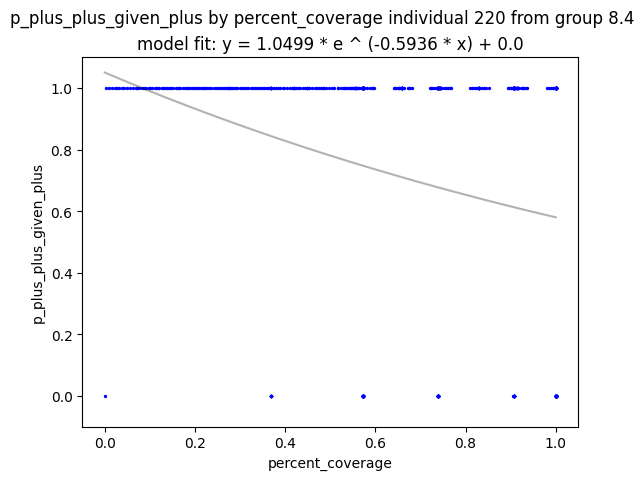 p_plus_plus_given_plus by percent_coverage individual 220 from group 8.4
model fit: y = 1.0499 * e ^ (-0.5936 * x) + 0.0
1.0
0.8
0.6
0.4
0.2
0.0
p_plus_plus_given_plus
0.0 0.2 0.4 0.6 0.8 1.0
percent_coverage